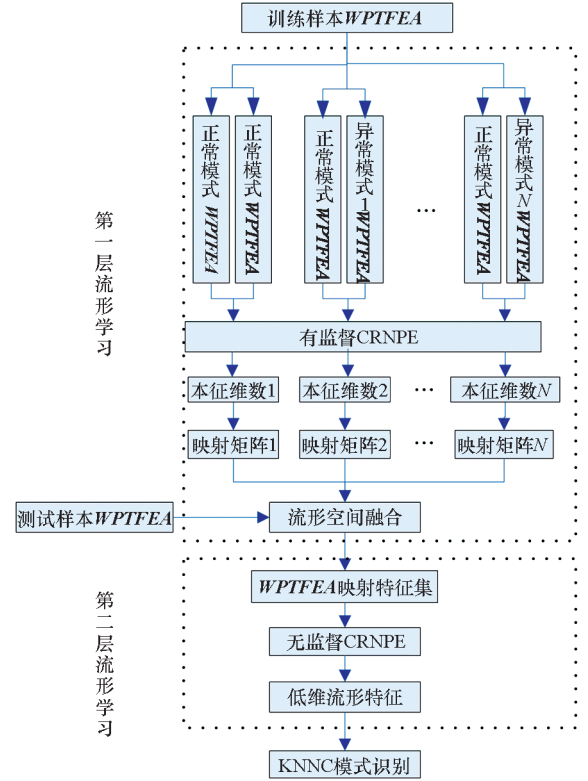 训练样本WPTFEA
正常模式WPTFEA
正常模式WPTFEA
正常模式WPTFEA
异常模式1WPTFEA
…
正常模式WPTFEA
异常模式N WPTFEA
第一层流形学习
有监督CRNPE
本征维数1
本征维数2
…
本征维数N
映射矩阵1
映射矩阵2
…
映射矩阵N
测试样本WPTFEA
流形空间融合
第二层流形学习
WPTFEA映射特征集
无监督CRNPE
低维流形特征
KNNC模式识别